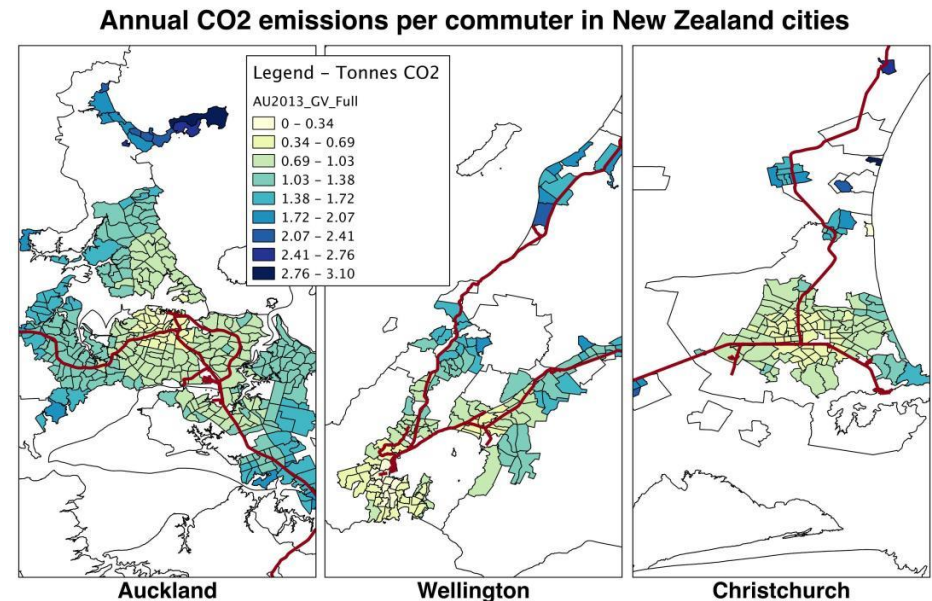 Annual CO2 emissions per commuter in New Zealand cities
Legend – Tonnes CO2
AU2013_GV_Full
0 – 0.34
0.34 – 0.69
0.69 – 1.03
1.03 – 1.38
1.38 – 1.72
1.72 – 2.07
2.07 – 2.41
2.41 – 2.76
2.76 – 3.10
Auckland
Wellington
Christchurch